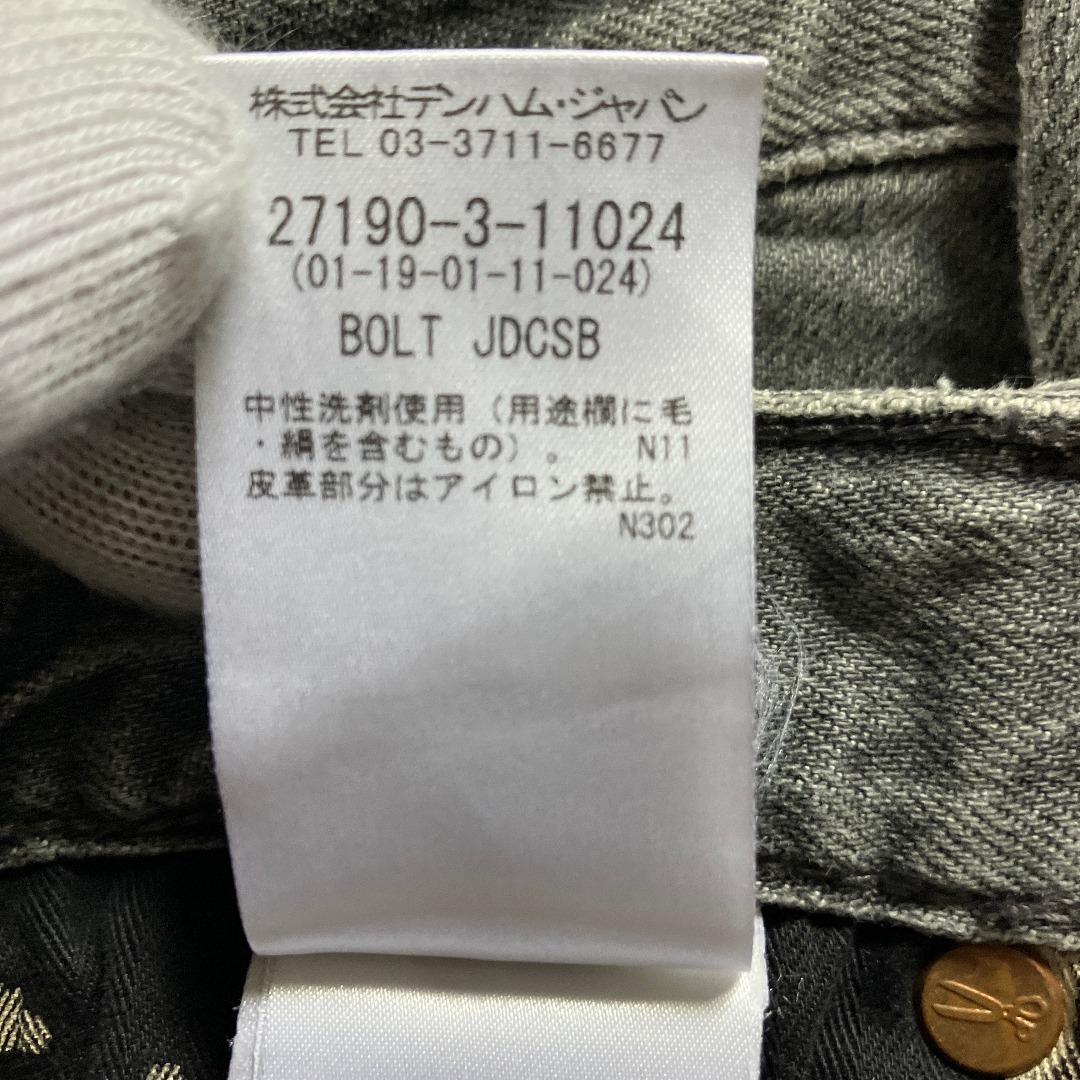 株式会社デンハム・ジャパン
TEL 03-3711-6677
27190-3-11024
(01-19-01-11-024)
BOLT JDCSB
中性洗剤使用（用途欄に毛
・絹を含むもの）。 N11
皮革部分はアイロン禁止。
N302